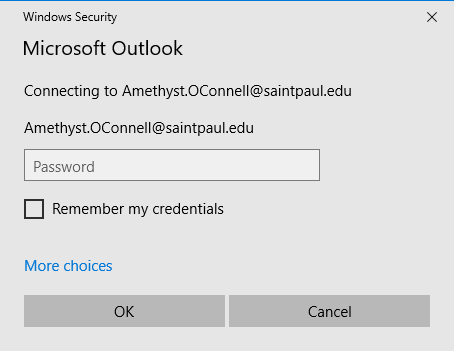 Windows Security
Microsoft Outlook
Connecting to Amethyst.OConnell@saintpaul.edu
Amethyst.OConnell@saintpaul.edu
Password
Remember my credentials
More choices
OK
Cancel